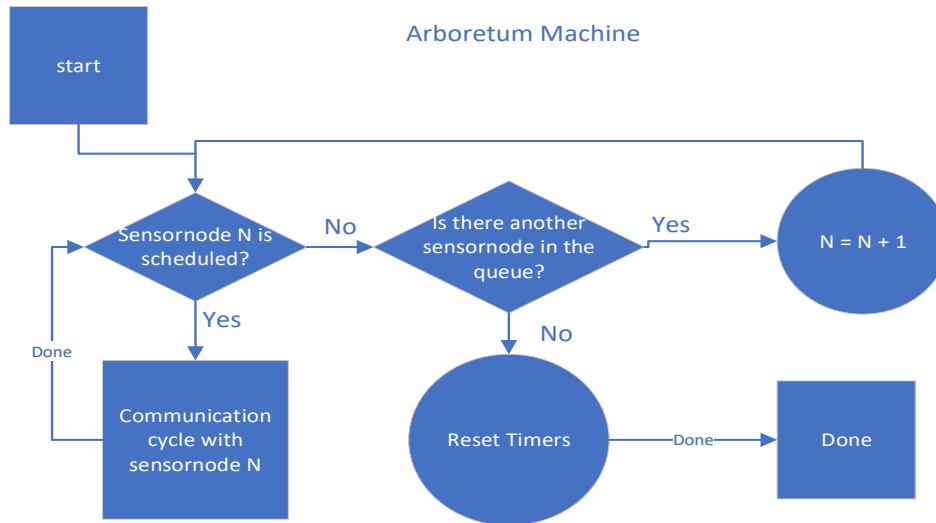 Arboretum Machine
start
Sensornode N is
scheduled?
No
Is there another
sensornode in the
queue?
Yes
N = N + 1
Yes
No
Done
Communication
cycle with
sensornode N
Reset Timers
Done
Done